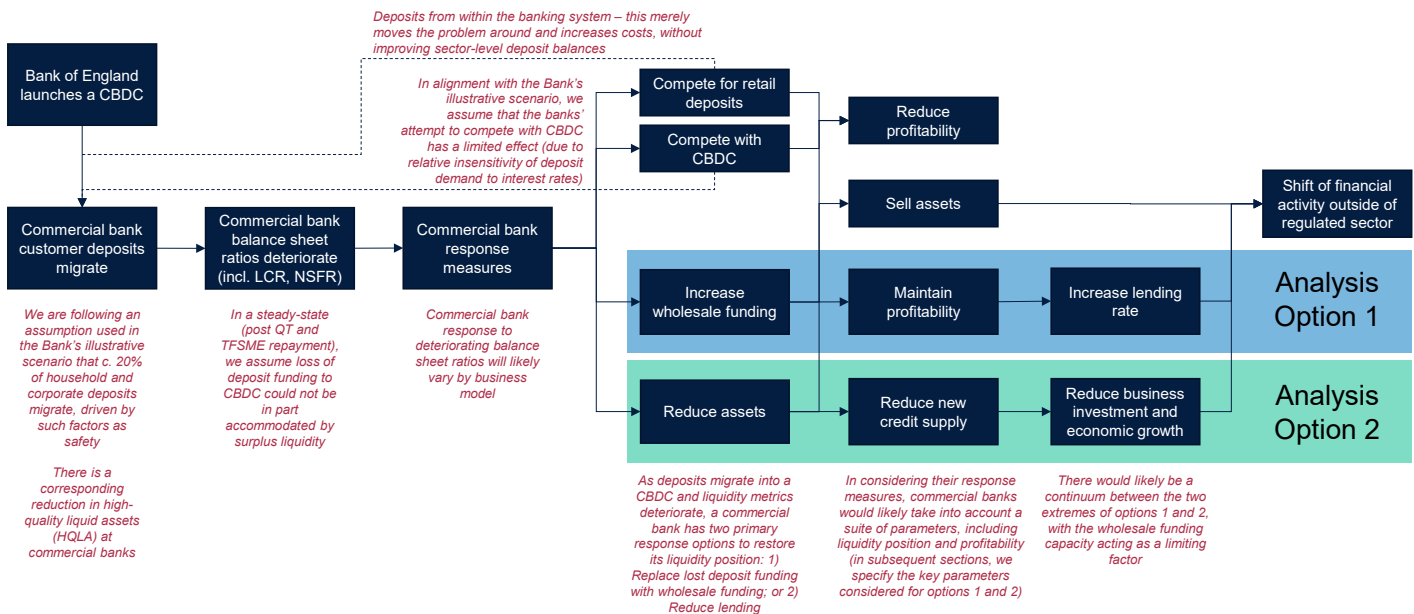 Deposits from within the banking system – this merely
moves the problem around and increases costs, without
improving sector-level deposit balances
Bank of England
launches a CBDC
In alignment with the Bank's
illustrative scenario, we
assume that the banks'
attempt to compete with CBDC
has a limited effect (due to
relative insensitivity of deposit
demand to interest rates)
Compete for retail
deposits
Compete with
CBDC
Reduce
profitability
Sell assets
Shift of financial
activity outside of
regulated sector
Commercial bank
customer deposits
migrate
Commercial bank
balance sheet
ratios deteriorate
(incl. LCR, NSFR)
Commercial bank
response
measures
Increase
wholesale funding
Maintain
profitability
Increase lending
rate
Analysis
Option 1
Reduce assets
Reduce new
credit supply
Reduce business
investment and
economic growth
Analysis
Option 2
We are following an
assumption used in
the Bank's illustrative
scenario that c. 20%
of household and
corporate deposits
migrate, driven by
such factors as
safety
There is a
corresponding
reduction in high-
quality liquid assets
(HQLA) at
commercial banks
In a steady-state
(post QT and
TFSME repayment),
we assume loss of
deposit funding to
CBDC could not be
in part
accommodated by
surplus liquidity
Commercial bank
response to
deteriorating balance
sheet ratios will likely
vary by business
model
As deposits migrate into a
CBDC and liquidity metrics
deteriorate, a commercial
bank has two primary
response options to restore
its liquidity position: 1)
Replace lost deposit funding
with wholesale funding; or 2)
Reduce lending
In considering their response
measures, commercial banks
would likely take into account a
suite of parameters, including
liquidity position and profitability
(in subsequent sections, we
specify the key parameters
considered for options 1 and 2)
There would likely be a
continuum between the two
extremes of options 1 and 2,
with the wholesale funding
capacity acting as a limiting
factor